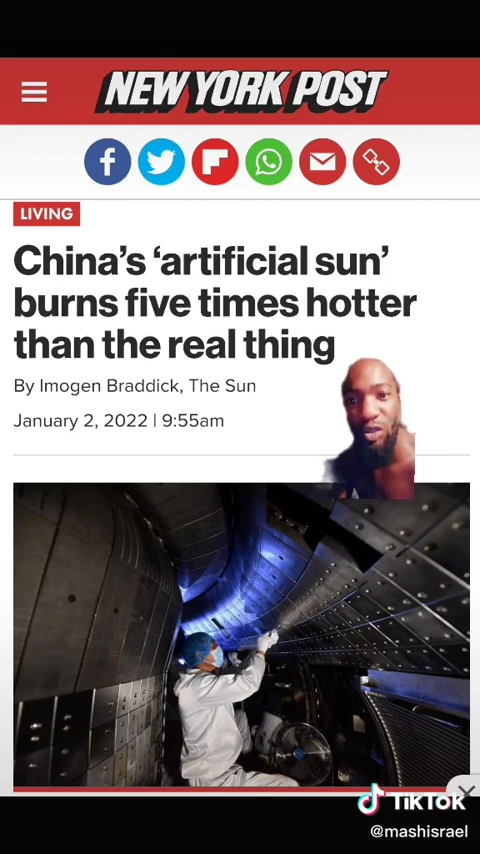 NEW YORK POST
LIVING
China's 'artificial sun'
burns five times hotter
than the real thing
By Imogen Braddick, The Sun
January 2, 2022 | 9:55am
TikTok
@mashisrael